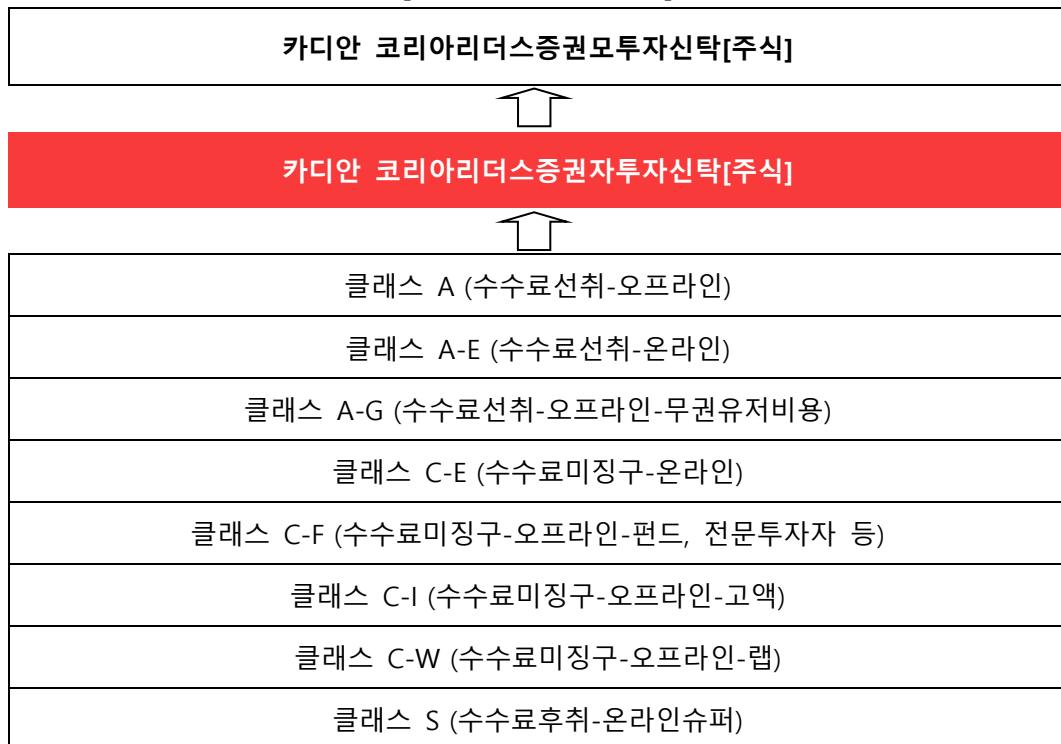 카디안 코리아리더스증권모투자신탁[주식]
카디안 코리아리더스증권자투자신탁[주식]
클래스 A (수수료선취-오프라인)
클래스 A-E (수수료선취-온라인)
클래스 A-G (수수료선취-오프라인-무권유저비용)
클래스 C-E (수수료미징구-온라인)
클래스 C-F (수수료미징구-오프라인-펀드, 전문투자자 등)
클래스 C-I (수수료미징구-오프라인-고액)
클래스 C-W (수수료미징구-오프라인-랩)
클래스 S (수수료후취-온라인슈퍼)